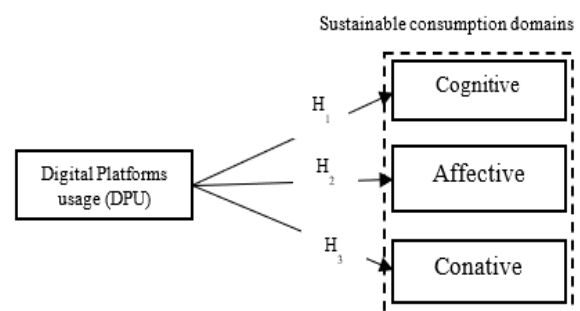 Sustainable consumption domains
Cognitive
H1
Digital Platforms
usage (DPU)
H2
Affective
H3
Conative